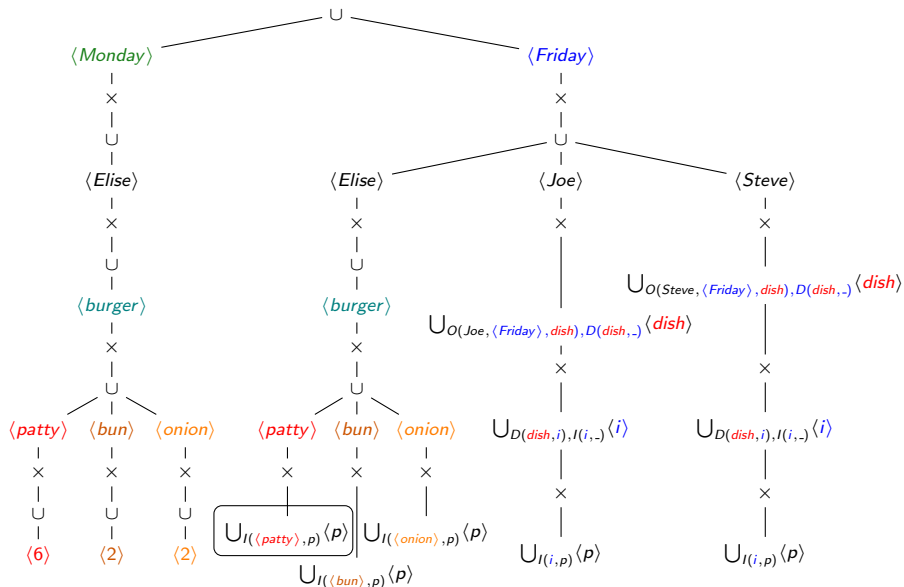 ∪
⟨Monday⟩ ⟨Friday⟩
× ×
∪ ∪
⟨Elise⟩ ⟨Elise⟩ ⟨Joe⟩ ⟨Steve⟩
× × × ×
∪ ∪
⋃O(Steve,⟨Friday⟩,dish),D(dish,_)⟨dish⟩
⟨burger⟩ ⟨burger⟩
⋃O(Joe,⟨Friday⟩,dish),D(dish,_)⟨dish⟩
× × × ×
∪ ∪
⟨patty⟩ ⟨bun⟩ ⟨onion⟩ ⟨patty⟩ ⟨bun⟩ ⟨onion⟩ ⋃D(dish,i),I(i,_)⟨i⟩ ⋃D(dish,i),I(i,_)⟨i⟩
× × × × × × × ×
∪ ∪ ∪ ⋃I(⟨patty⟩,p)⟨p⟩ ⋃I(⟨onion⟩,p)⟨p⟩
⟨6⟩ ⟨2⟩ ⟨2⟩ ⋃I(i,p)⟨p⟩ ⋃I(i,p)⟨p⟩
⋃I(⟨bun⟩,p)⟨p⟩